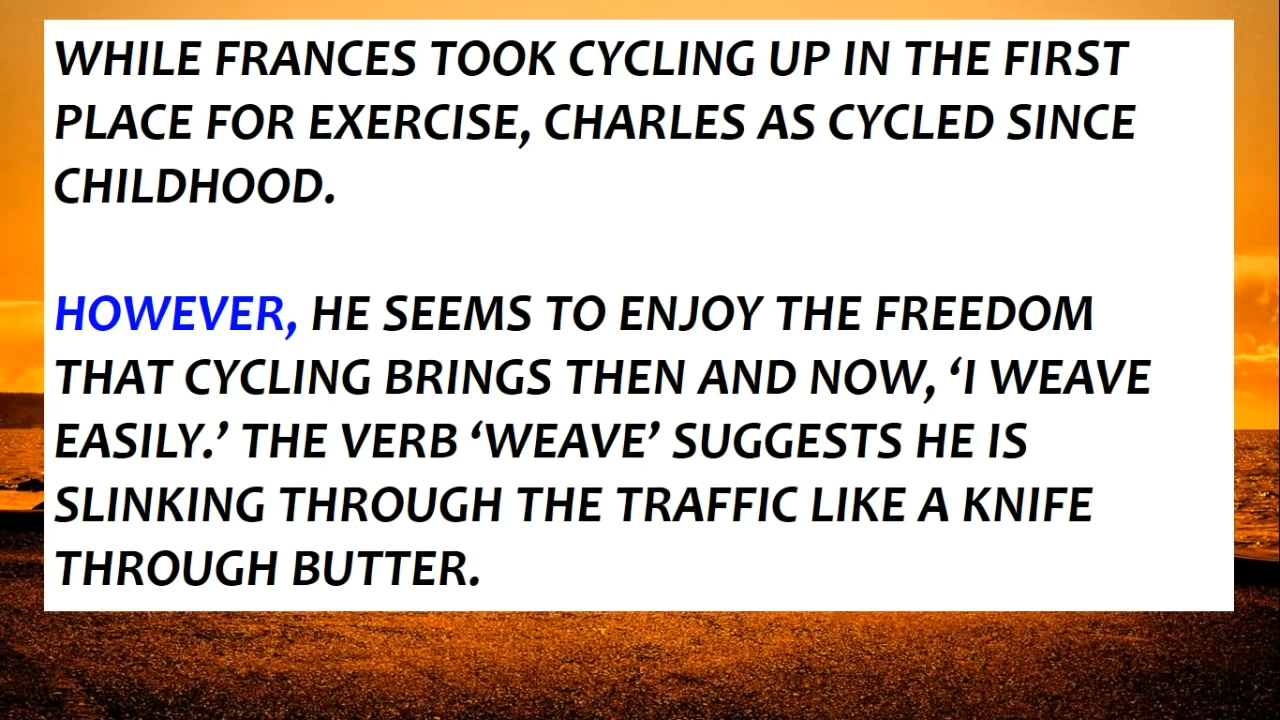 WHILE FRANCES TOOK CYCLING UP IN THE FIRST
PLACE FOR EXERCISE, CHARLES AS CYCLED SINCE
CHILDHOOD.
HOWEVER, HE SEEMS TO ENJOY THE FREEDOM
THAT CYCLING BRINGS THEN AND NOW, ‘I WEAVE
EASILY.’ THE VERB ‘WEAVE’ SUGGESTS HE IS
SLINKING THROUGH THE TRAFFIC LIKE A KNIFE
THROUGH BUTTER.